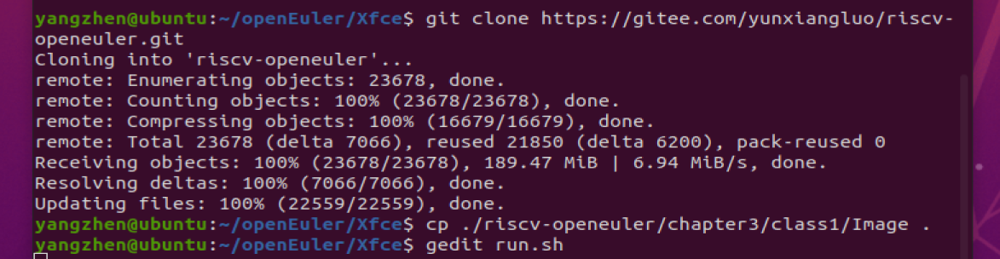 yangzhen@ubuntu:~/openEuler/Xfce$ git clone https://gitee.com/yunxiangluo/riscv-
openeuler.git
Cloning into 'riscv-openeuler'...
remote: Enumerating objects: 23678, done.
remote: Counting objects: 100% (23678/23678), done.
remote: Compressing objects: 100% (16679/16679), done.
remote: Total 23678 (delta 7066), reused 21850 (delta 6200), pack-reused 0
Receiving objects: 100% (23678/23678), 189.47 MiB | 6.94 MiB/s, done.
Resolving deltas: 100% (7066/7066), done.
Updating files: 100% (22559/22559), done.
yangzhen@ubuntu:~/openEuler/Xfce$ cp ./riscv-openeuler/chapter3/class1/Image .
yangzhen@ubuntu:~/openEuler/Xfce$ gedit run.sh